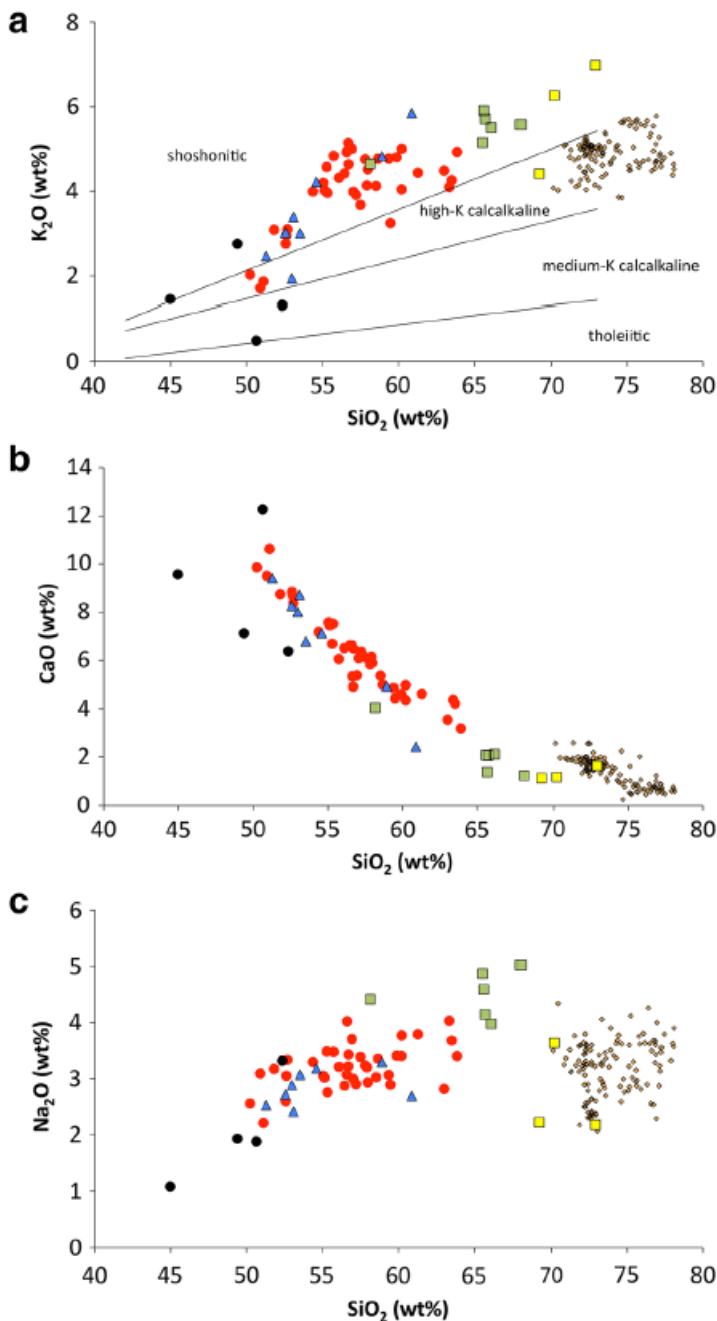 a
8
6
4
2
0
K₂O (wt%)
shoshonitic
high-K calcalkaline
medium-K calcalkaline
tholeiitic
40 45 50 55 60 65 70 75 80
SiO₂ (wt%)
b
14
12
10
8
6
4
2
0
CaO (wt%)
40 45 50 55 60 65 70 75 80
SiO₂ (wt%)
c
6
5
4
3
2
1
0
Na₂O (wt%)
40 45 50 55 60 65 70 75 80
SiO₂ (wt%)